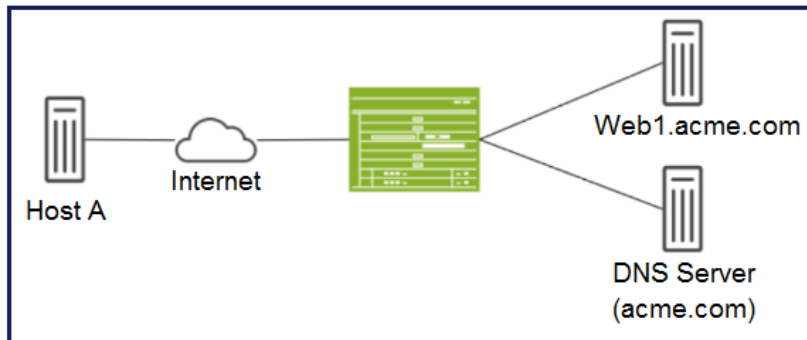 Host A
Internet
Web1.acme.com
DNS Server
(acme.com)